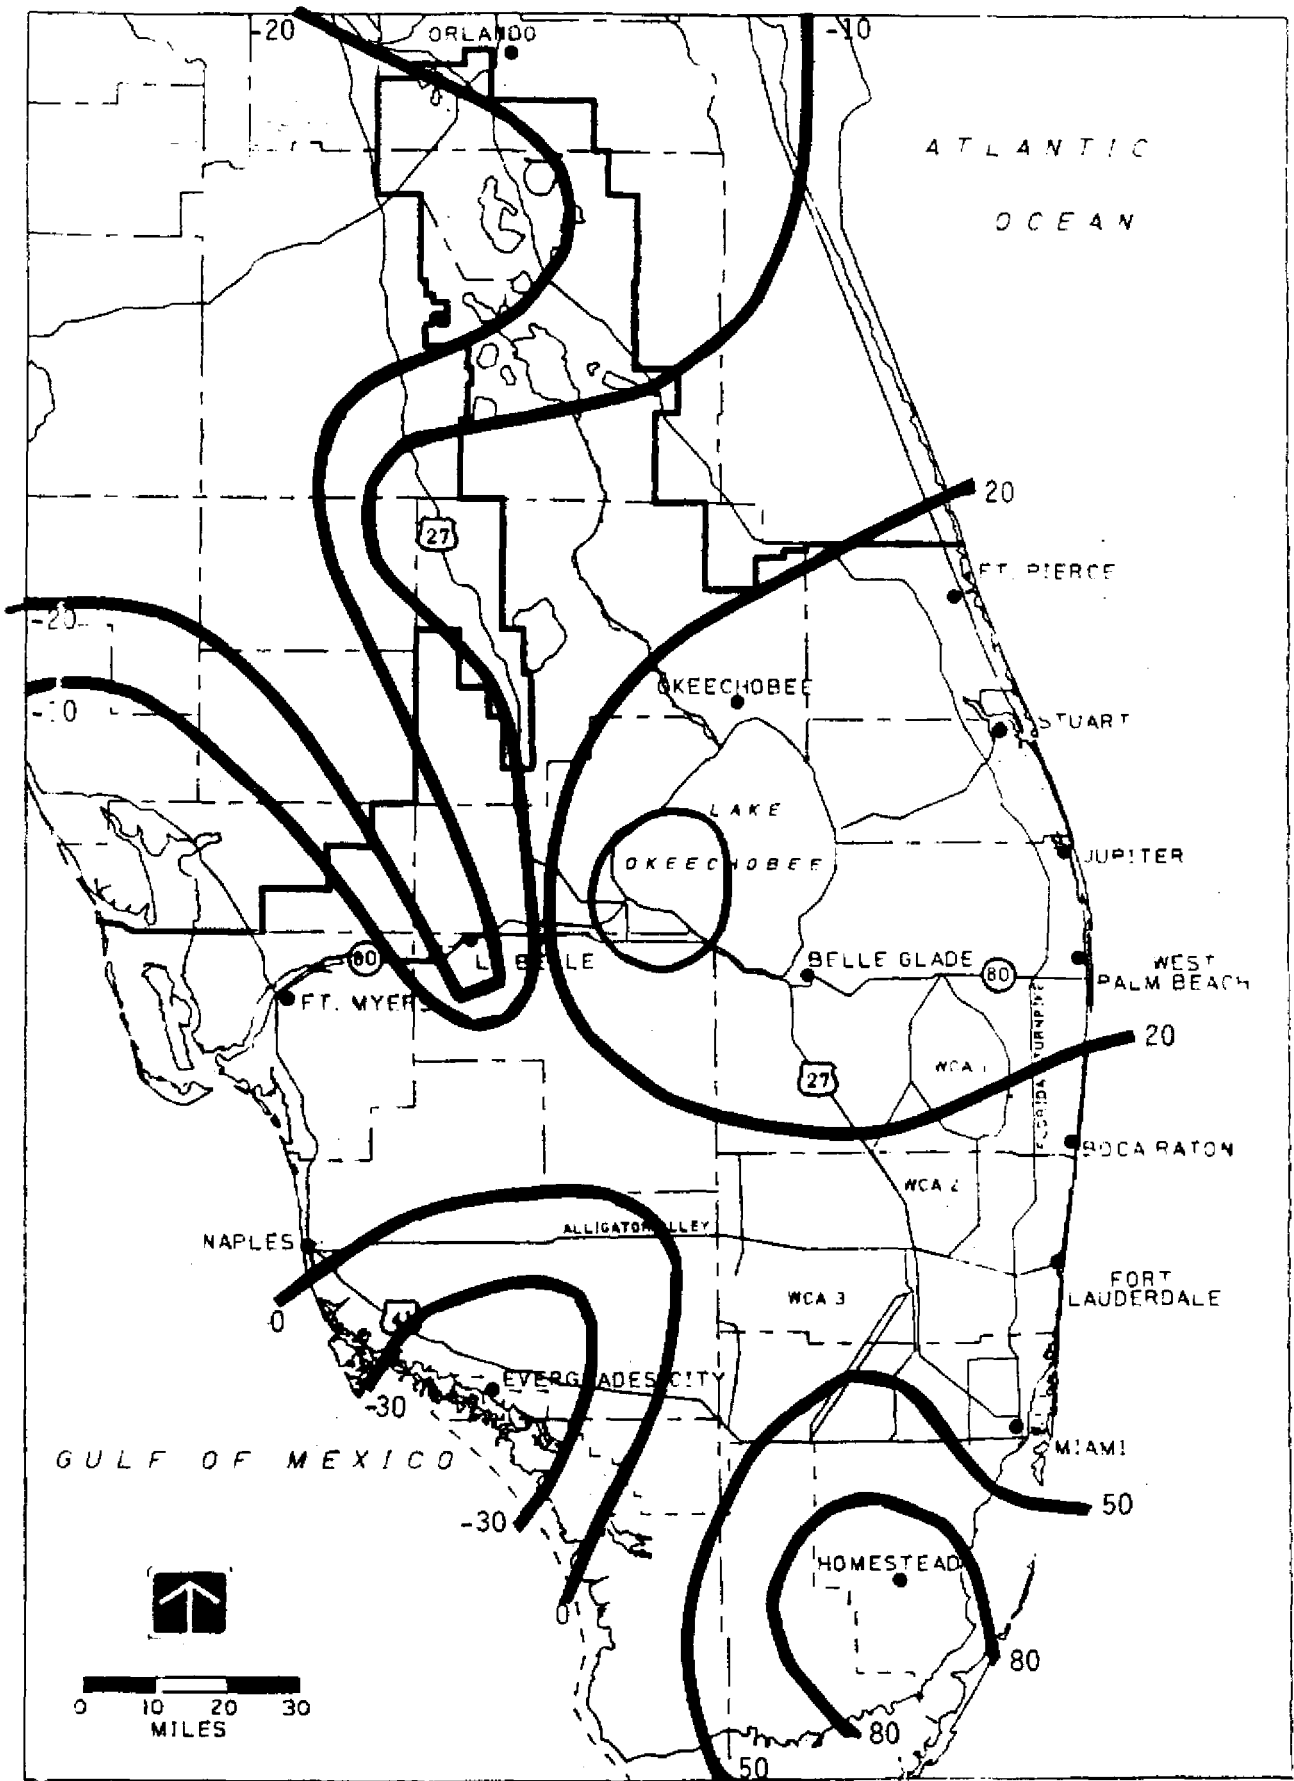 -20
ORLANDO
-10
ATLANTIC
OCEAN
20
27
FT. PIERCE
-20
OKEECHOBEE
-10
STUART
LAKE
OKEECHOBEE
JUPITER
80
LA BELLE
BELLE GLADE
80
WEST
PALM BEACH
FT. MYERS
20
WCA 1
27
FLORIDA TURNPIKE
BOCA RATON
WCA 2
ALLIGATOR ALLEY
NAPLES
FORT
LAUDERDALE
WCA 3
0
41
EVERGLADES CITY
-30
GULF OF MEXICO
MIAMI
50
-30
HOMESTEAD
0
80
0 10 20 30
MILES
80
50